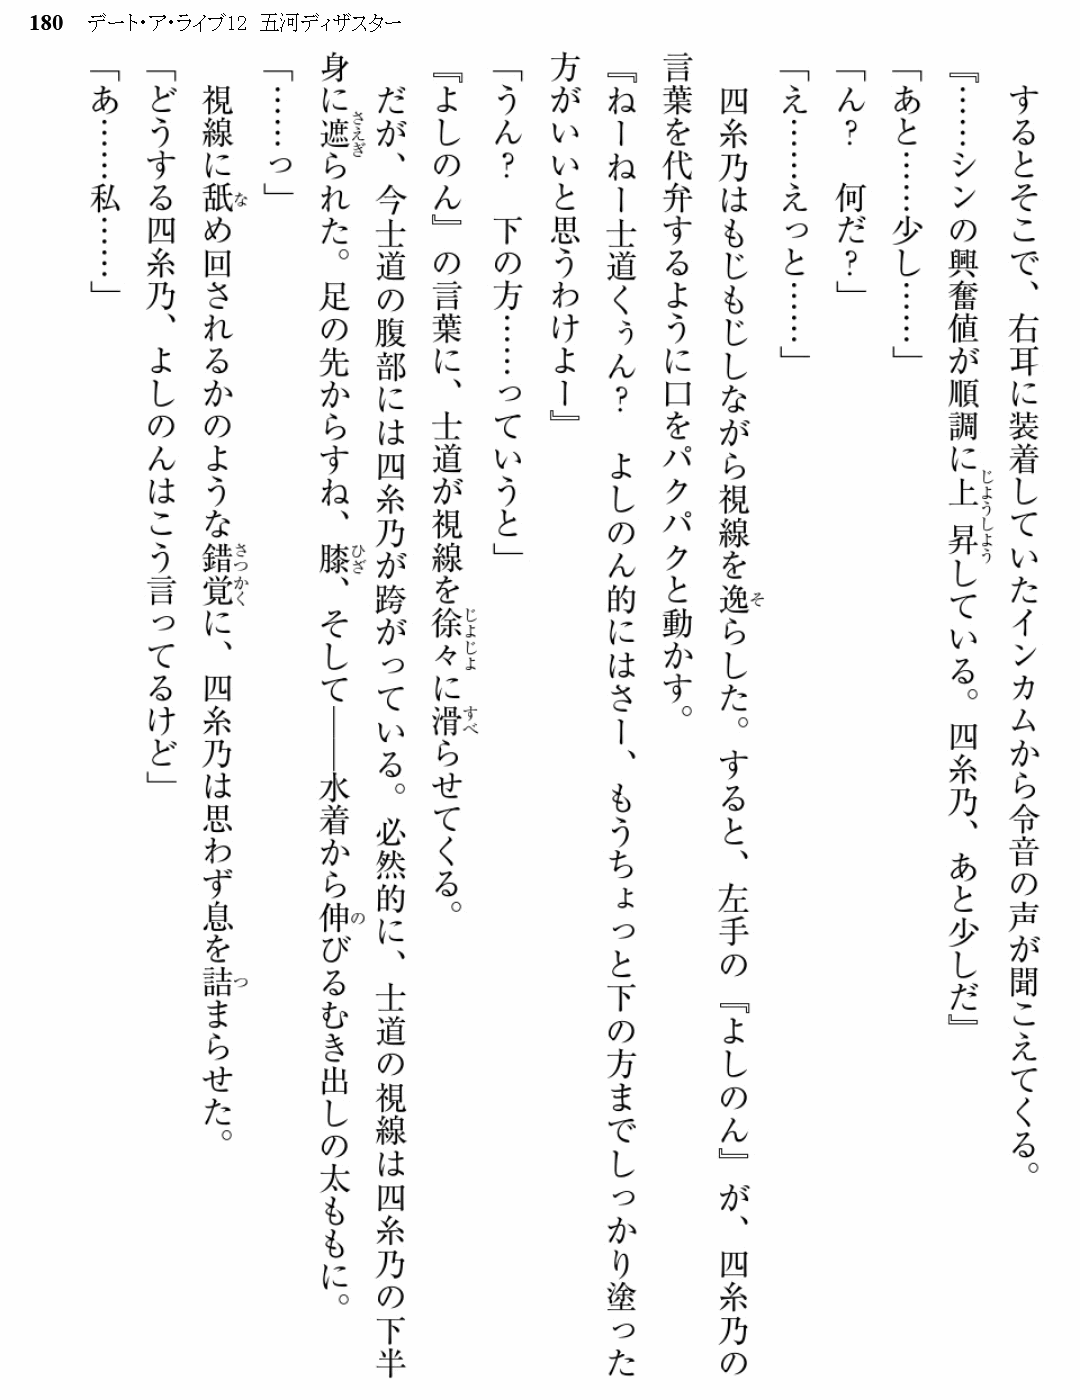 180 デート・ア・ライブ12 五河ディザスター
するとそこで、右耳に装着していたインカムから令音の声が聞こえてくる。
『……シンの興奮値が順調に上昇している。四糸乃、あと少しだ』
「あと……少し……」
「ん? 何だ?」
「え……えっと……」
四糸乃はもじもじしながら視線を逸らした。すると、左手の『よしのん』が、四糸乃の
言葉を代弁するように口をパクパクと動かす。
『ねーねー士道くぅん? よしのん的にはさー、もうちょっと下の方までしっかり塗った
方がいいと思うわけよー』
「うん? 下の方……っていうと」
『よしのん』の言葉に、士道が視線を徐々に滑らせてくる。
だが、今士道の腹部には四糸乃が跨がっている。必然的に、士道の視線は四糸乃の下半
身に遮られた。足の先からすね、膝、そして――水着から伸びるむき出しの太ももに。
「……っ」
視線に舐め回されるかのような錯覚に、四糸乃は思わず息を詰まらせた。
「どうする四糸乃、よしのんはこう言ってるけど」
「あ……私……」